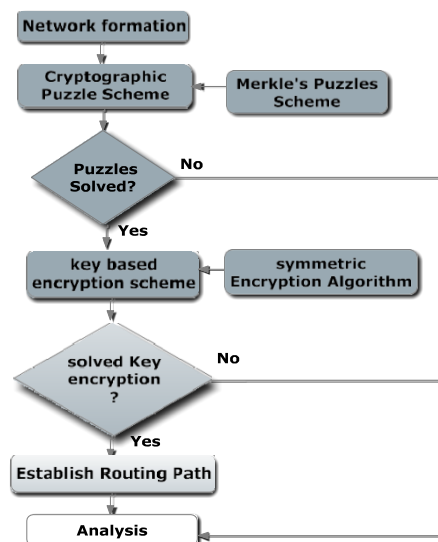 Network formation
Cryptographic
Puzzle Scheme
Merkle's Puzzles
Scheme
Puzzles
Solved?
No
Yes
key based
encryption scheme
symmetric
Encryption Algorithm
solved Key
encryption
?
No
Yes
Establish Routing Path
Analysis